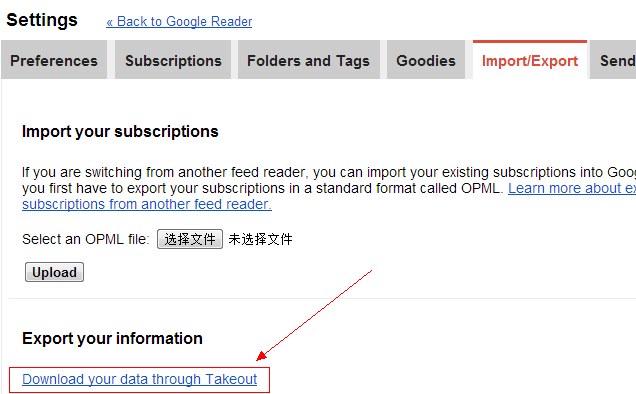 Settings « Back to Google Reader
Preferences Subscriptions Folders and Tags Goodies Import/Export Send
Import your subscriptions
If you are switching from another feed reader, you can import your existing subscriptions into Goo
you first have to export your subscriptions in a standard format called OPML. Learn more about ex
subscriptions from another feed reader.
Select an OPML file: 选择文件 未选择文件
Upload
Export your information
Download your data through Takeout